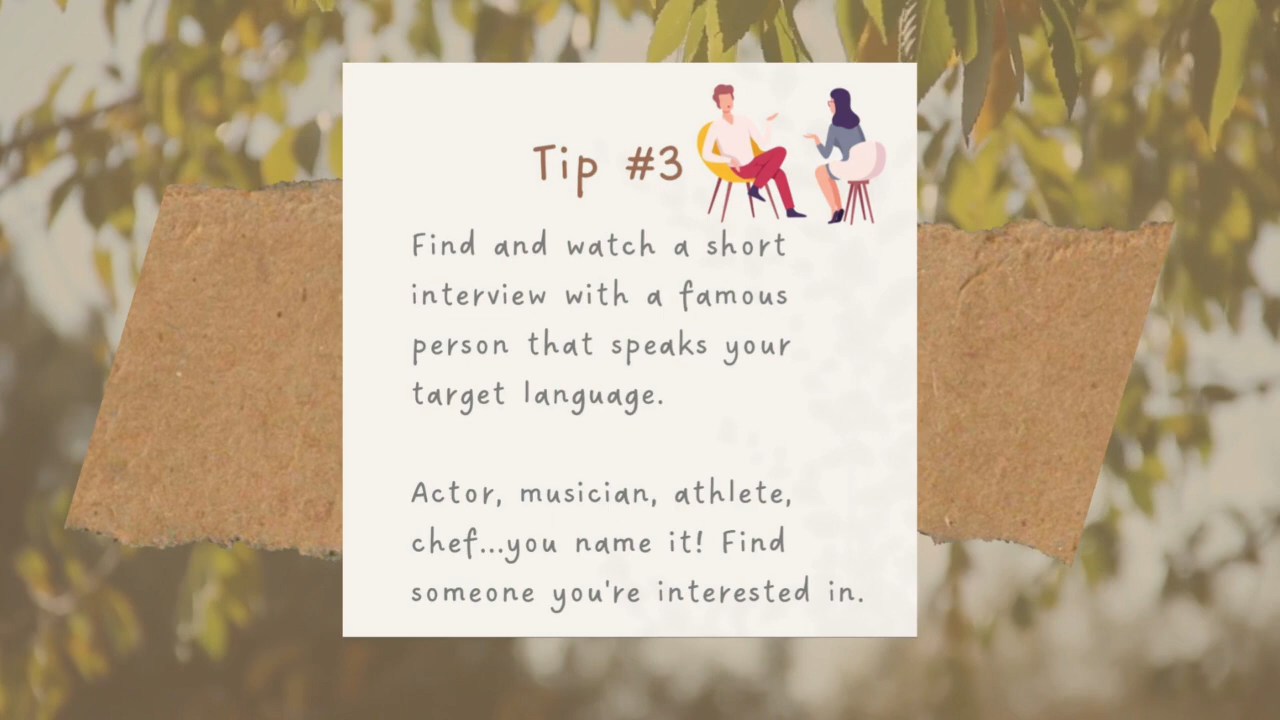 Tip #3
Find and watch a short
interview with a famous
person that speaks your
target language.
Actor, musician, athlete,
chef...you name it! Find
someone you're interested in.